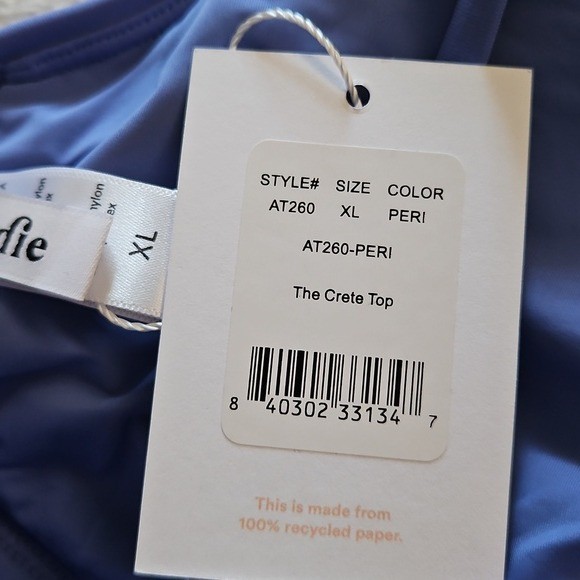 STYLE# SIZE COLOR
AT260 XL PERI
AT260-PERI
The Crete Top
8 40302 33134 7
This is made from
100% recycled paper.
XL